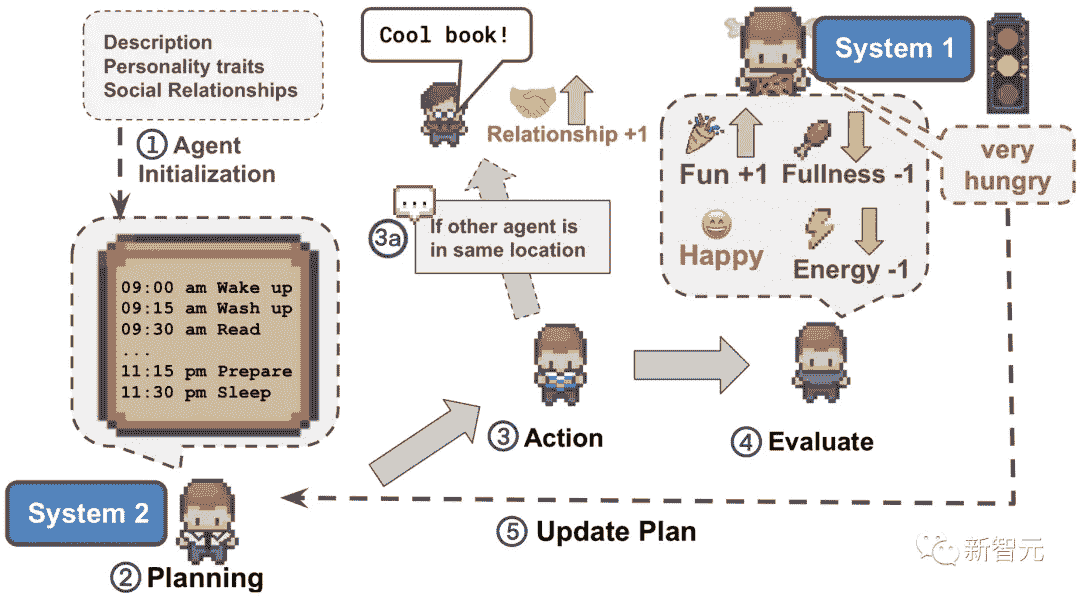 Description
Personality traits
Social Relationships
① Agent
Initialization
09:00 am Wake up
09:15 am Wash up
09:30 am Read
...
11:15 pm Prepare
11:30 pm Sleep
System 2
② Planning
Cool book!
Relationship +1
...
3a
If other agent is
in same location
③ Action
System 1
Fun +1
Fullness -1
Happy
Energy -1
very
hungry
④ Evaluate
⑤ Update Plan
新智元